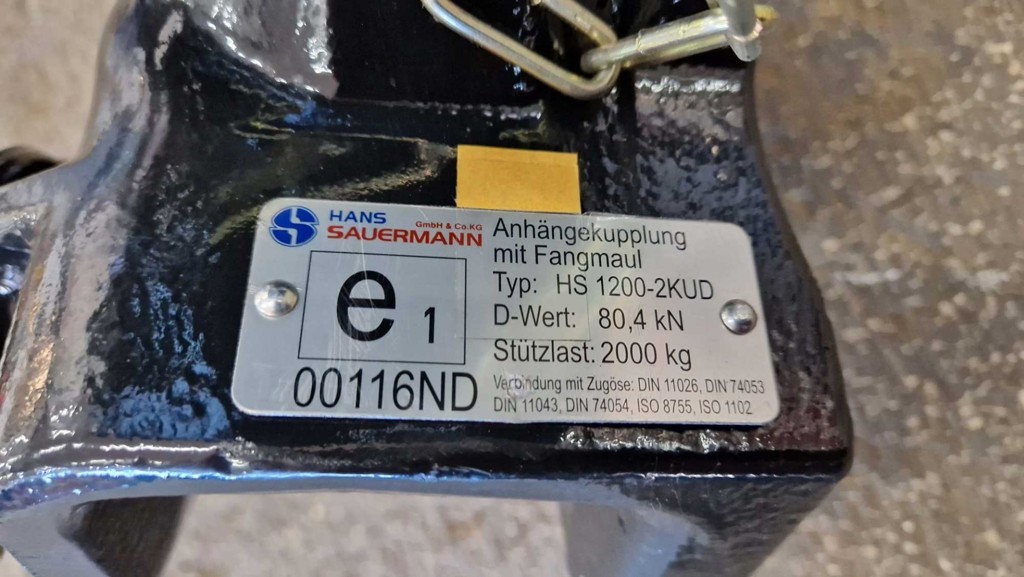 HANS
GmbH & Co.KG
SAUERMANN
e 1
00116ND
Anhängekupplung
mit Fangmaul
Typ: HS 1200-2KUD
D-Wert: 80,4 kN
Stützlast: 2000 kg
Verbindung mit Zugöse: DIN 11026, DIN 74053
DIN 11043, DIN 74054, ISO 8755, ISO 1102